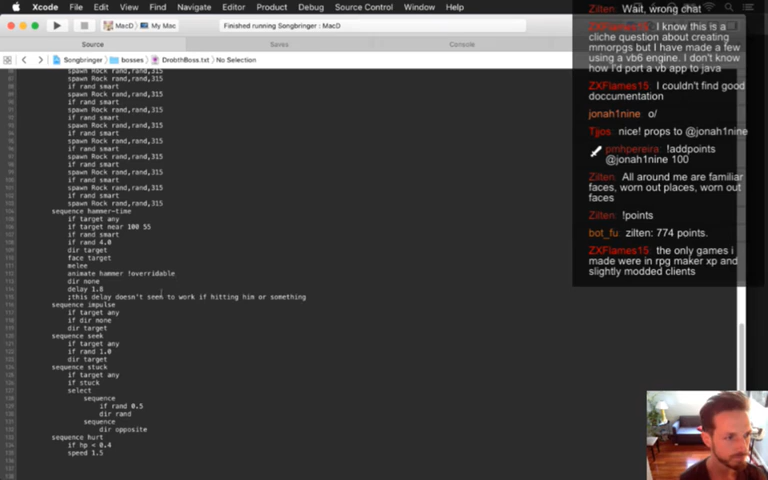 Xcode File Edit View Find Navigate Editor Product Debug Source Control Window Help
MacD My Mac
Finished running Songbringer : MacD
Source Saves Console
Songbringer bosses DrobthBoss.txt No Selection
spawn Rock rand,rand,315
spawn Rock rand,rand,315
if rand smart
spawn Rock rand,rand,315
if rand smart
spawn Rock rand,rand,315
if rand smart
spawn Rock rand,rand,315
if rand smart
spawn Rock rand,rand,315
if rand smart
spawn Rock rand,rand,315
if rand smart
spawn Rock rand,rand,315
if rand smart
spawn Rock rand,rand,315
if rand smart
spawn Rock rand,rand,315
sequence hammer-time
if target any
if target near 100 55
if rand smart
if rand 4.0
dir target
face target
melee
animate hammer !overridable
dir none
delay 1.8
;this delay doesn't seem to work if hitting him or something
sequence impulse
if target any
if dir none
dir target
sequence seek
if target any
if rand 1.0
dir target
sequence stuck
if target any
if stuck
select
sequence
if rand 0.5
dir rand
sequence
dir opposite
sequence hurt
if hp < 0.4
speed 1.5
Zilten: Wait, wrong chat
ZXFlames15: I know this is a
cliche question about creating
mmorpgs but I have made a few
using a vb6 engine. I don't know
how I'd port a vb app to java
ZXFlames15: I couldn't find good
doccumentation
jonah1nine: o/
Tjjos: nice! props to @jonah1nine
pmhpereira: !addpoints
@jonah1nine 100
Zilten: All around me are familiar
faces, worn out places, worn out
faces
Zilten: !points
bot_fu: zilten: 774 points.
ZXFlames15: the only games i
made were in rpg maker xp and
slightly modded clients